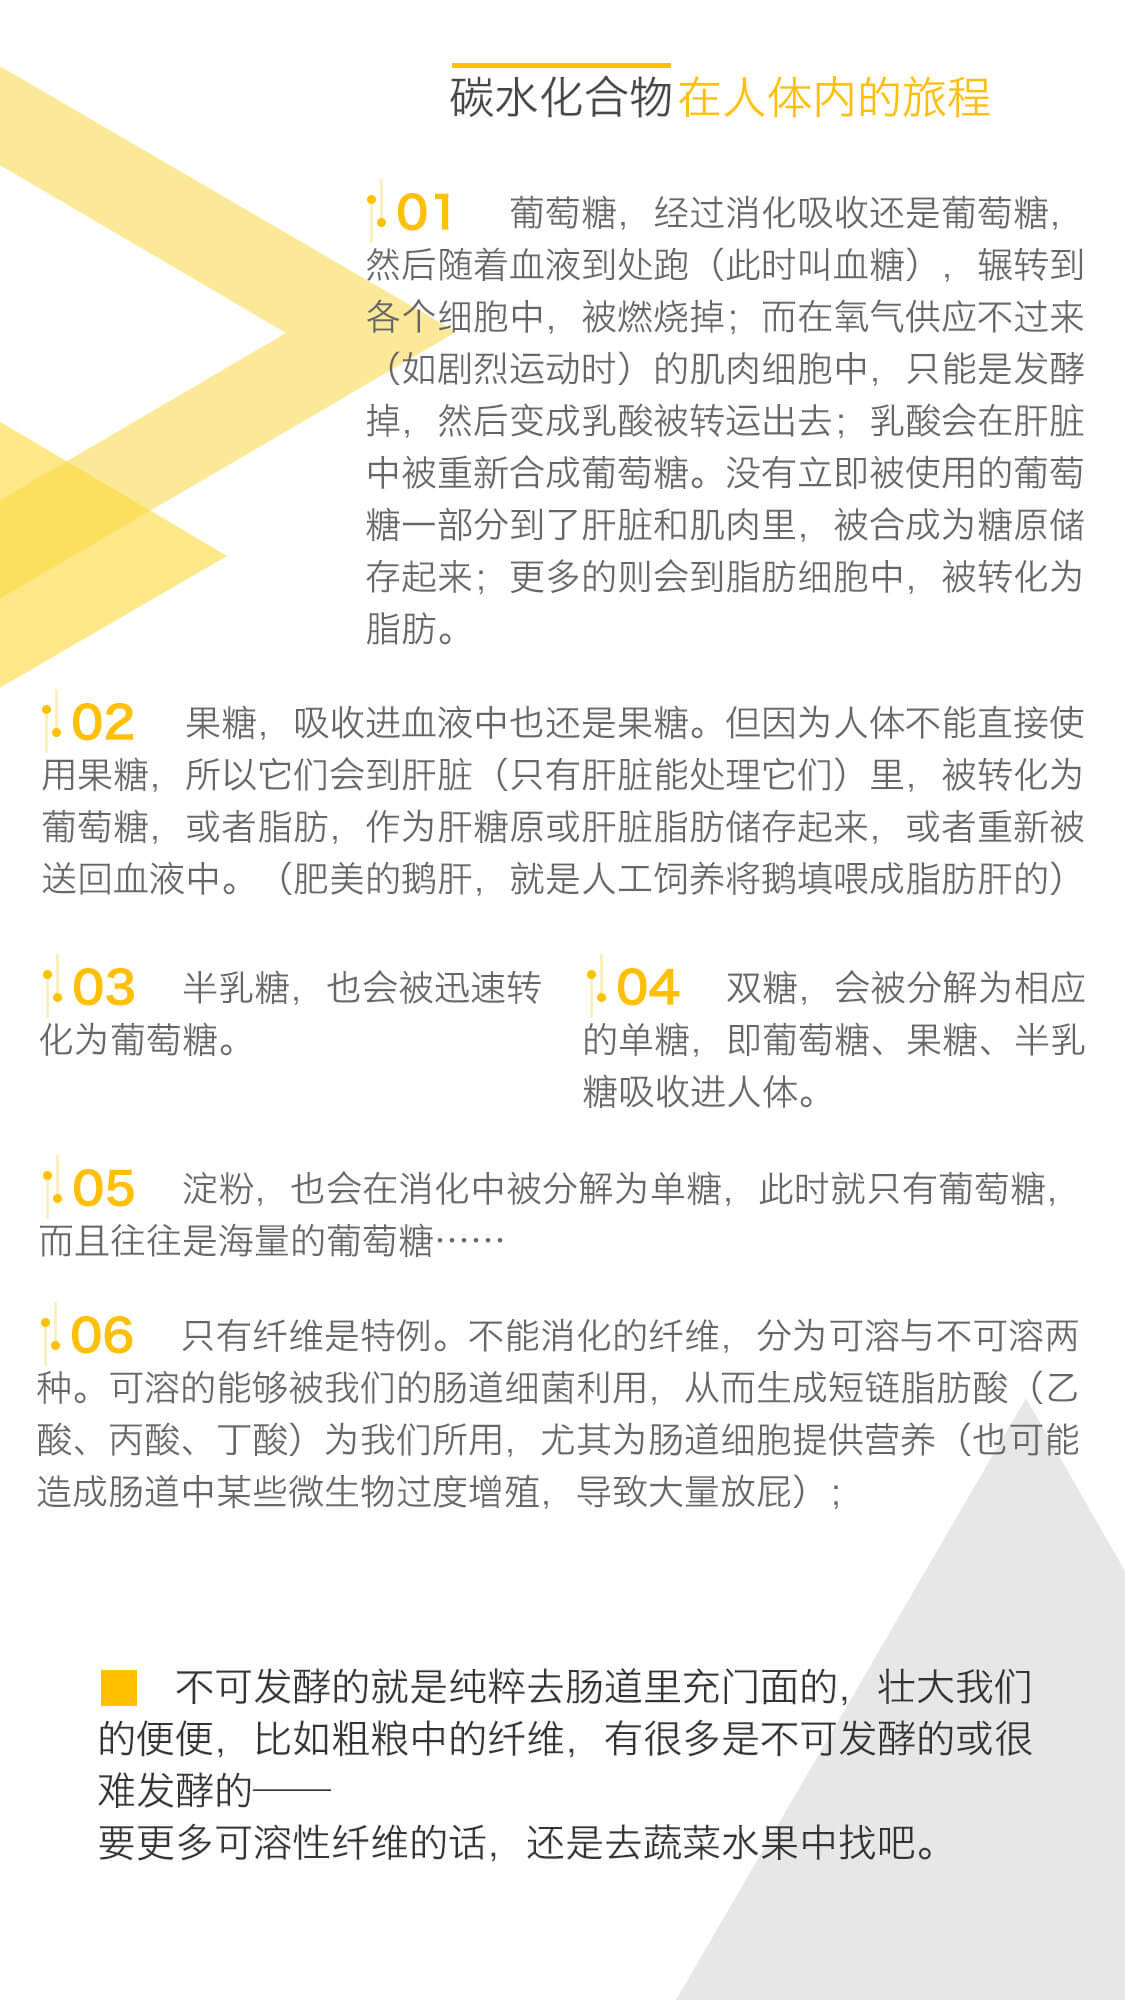 碳水化合物在人体内的旅程
01 葡萄糖，经过消化吸收还是葡萄糖，
然后随着血液到处跑（此时叫血糖），辗转到
各个细胞中，被燃烧掉；而在氧气供应不过来
（如剧烈运动时）的肌肉细胞中，只能是发酵
掉，然后变成乳酸被转运出去；乳酸会在肝脏
中被重新合成葡萄糖。没有立即被使用的葡萄
糖一部分到了肝脏和肌肉里，被合成为糖原储
存起来；更多的则会到脂肪细胞中，被转化为
脂肪。
02 果糖，吸收进血液中也还是果糖。但因为人体不能直接使
用果糖，所以它们会到肝脏（只有肝脏能处理它们）里，被转化为
葡萄糖，或者脂肪，作为肝糖原或肝脏脂肪储存起来，或者重新被
送回血液中。（肥美的鹅肝，就是人工饲养将鹅填喂成脂肪肝的）
03 半乳糖，也会被迅速转
化为葡萄糖。
04 双糖，会被分解为相应
的单糖，即葡萄糖、果糖、半乳
糖吸收进人体。
05 淀粉，也会在消化中被分解为单糖，此时就只有葡萄糖，
而且往往是海量的葡萄糖……
06 只有纤维是特例。不能消化的纤维，分为可溶与不可溶两
种。可溶的能够被我们的肠道细菌利用，从而生成短链脂肪酸（乙
酸、丙酸、丁酸）为我们所用，尤其为肠道细胞提供营养（也可能
造成肠道中某些微生物过度增殖，导致大量放屁）；
不可发酵的就是纯粹去肠道里充门面的，壮大我们
的便便，比如粗粮中的纤维，有很多是不可发酵的或很
难发酵的——
要更多可溶性纤维的话，还是去蔬菜水果中找吧。